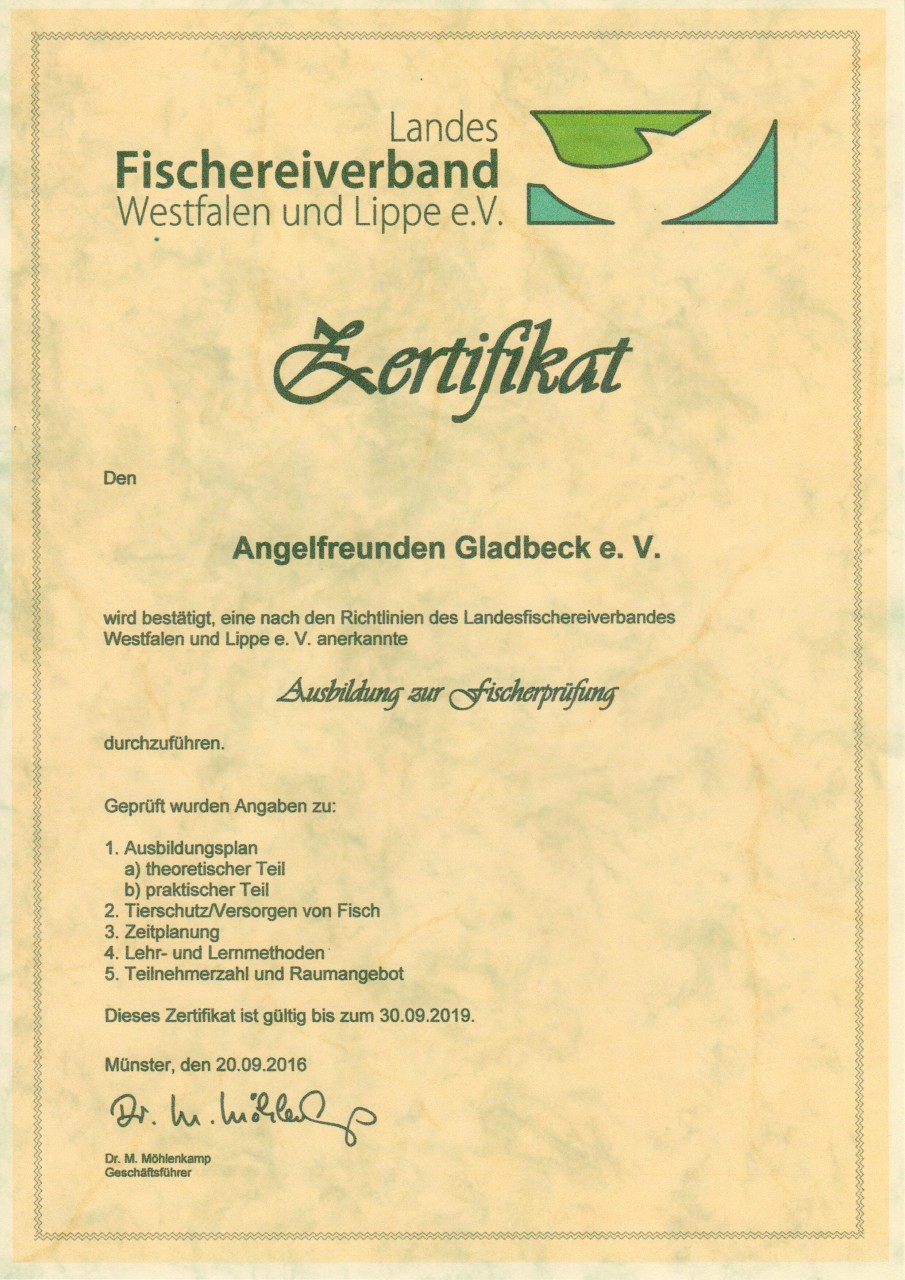 Landes
Fischereiverband
Westfalen und Lippe e.V.
Zertifikat
Den
Angelfreunden Gladbeck e. V.
wird bestätigt, eine nach den Richtlinien des Landesfischereiverbandes
Westfalen und Lippe e. V. anerkannte
Ausbildung zur Fischerprüfung
durchzuführen.
Geprüft wurden Angaben zu:
1. Ausbildungsplan
a) theoretischer Teil
b) praktischer Teil
2. Tierschutz/Versorgen von Fisch
3. Zeitplanung
4. Lehr- und Lernmethoden
5. Teilnehmerzahl und Raumangebot
Dieses Zertifikat ist gültig bis zum 30.09.2019.
Münster, den 20.09.2016
Dr. M. Möhlenkamp
Dr. M. Möhlenkamp
Geschäftsführer